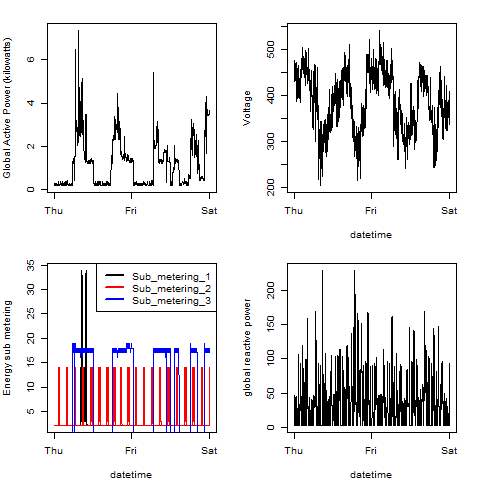 Global Active Power (kilowatts)
0 2 4 6
Thu Fri Sat
Voltage
200 300 400 500
Thu Fri Sat
datetime
Energy sub metering
5 10 15 20 25 30 35
Sub_metering_1
Sub_metering_2
Sub_metering_3
Thu Fri Sat
datetime
global reactive power
0 50 100 150 200
Thu Fri Sat
datetime